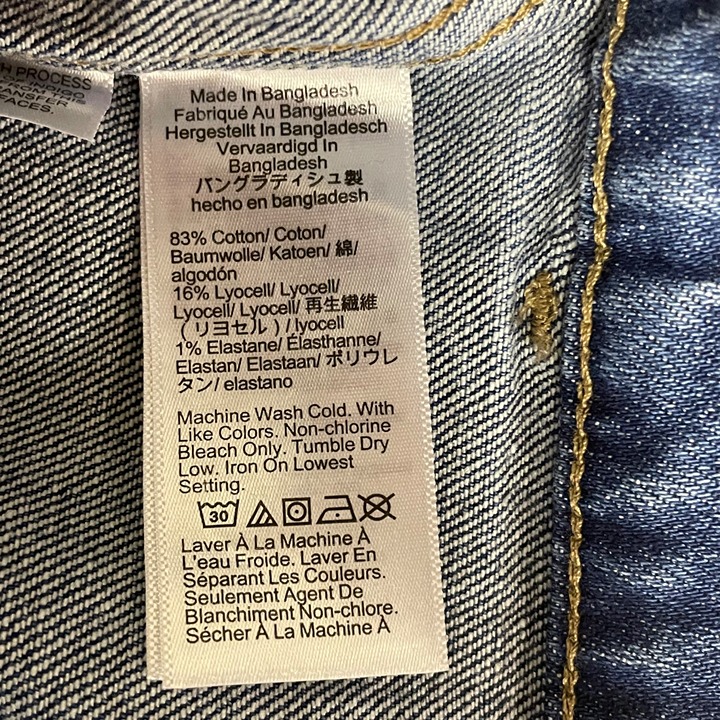 PROCESS
TRANSFER
FACES.
Made In Bangladesh
Fabriqué Au Bangladesh
Hergestellt In Bangladesch
Vervaardigd In
Bangladesh
バングラディシュ製
hecho en bangladesh
83% Cotton/ Coton/
Baumwolle/ Katoen/ 綿/
algodón
16% Lyocell/ Lyocell/
Lyocell/ Lyocell/ 再生繊維
(リヨセル)/lyocell
1% Elastane/ Élasthanne/
Elastan/ Elastaan/ ポリウレ
タン/ elastano
Machine Wash Cold. With
Like Colors. Non-chlorine
Bleach Only. Tumble Dry
Low. Iron On Lowest
Setting.
30
Laver À La Machine À
L'eau Froide. Laver En
Séparant Les Couleurs.
Seulement Agent De
Blanchiment Non-chlore.
Sécher À La Machine À